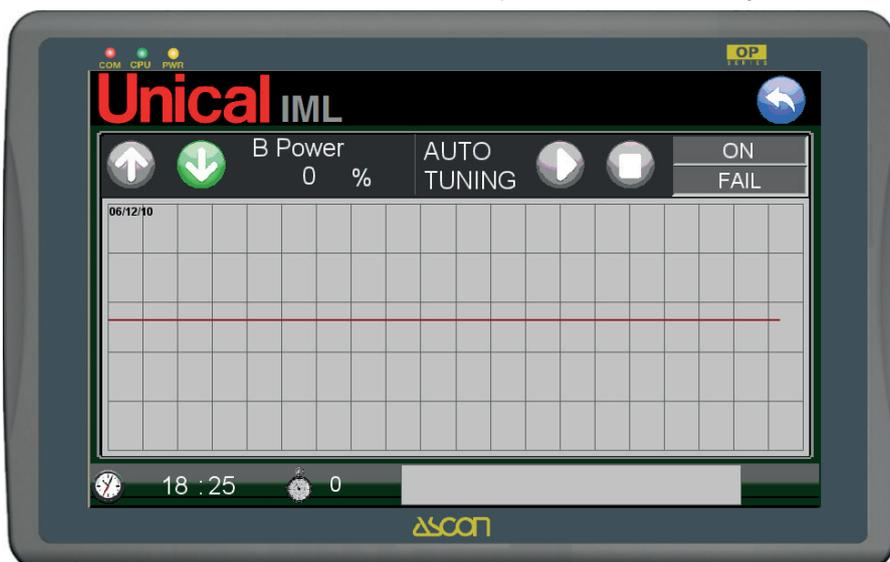 COM CPU PWR
OP
SERIES
Unical IML
B Power
0 %
AUTO
TUNING
ON
FAIL
06/12/10
18 : 25
0
ascon